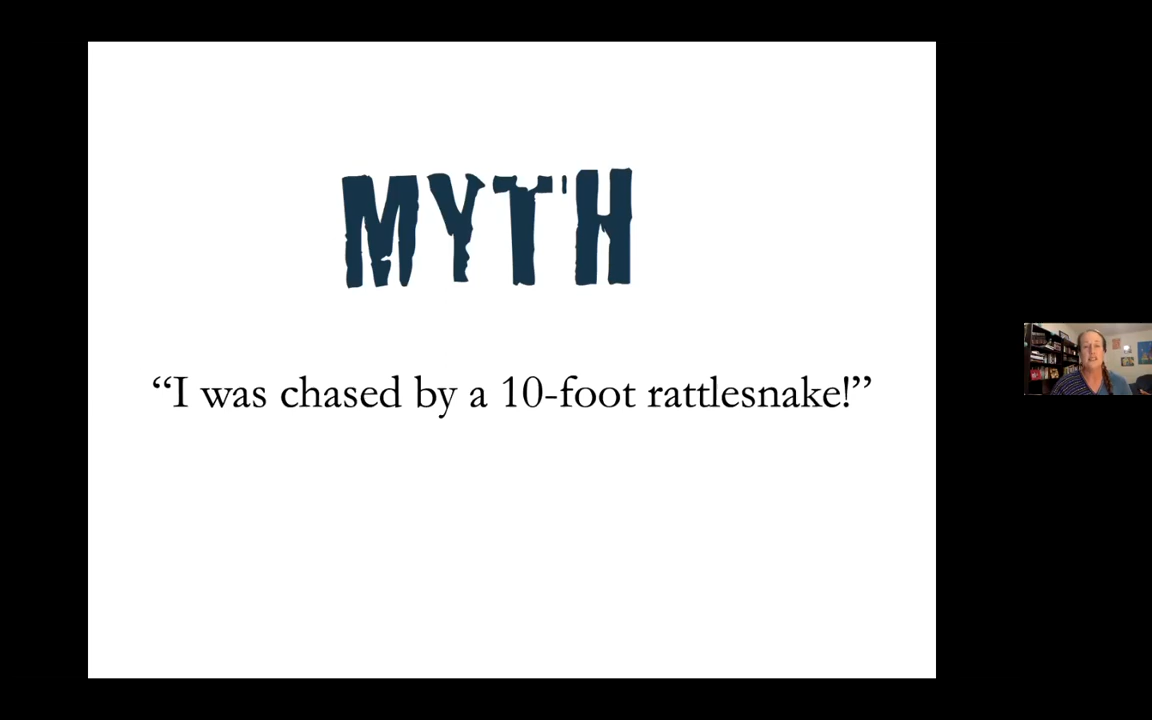 MYTH
“I was chased by a 10-foot rattlesnake!”